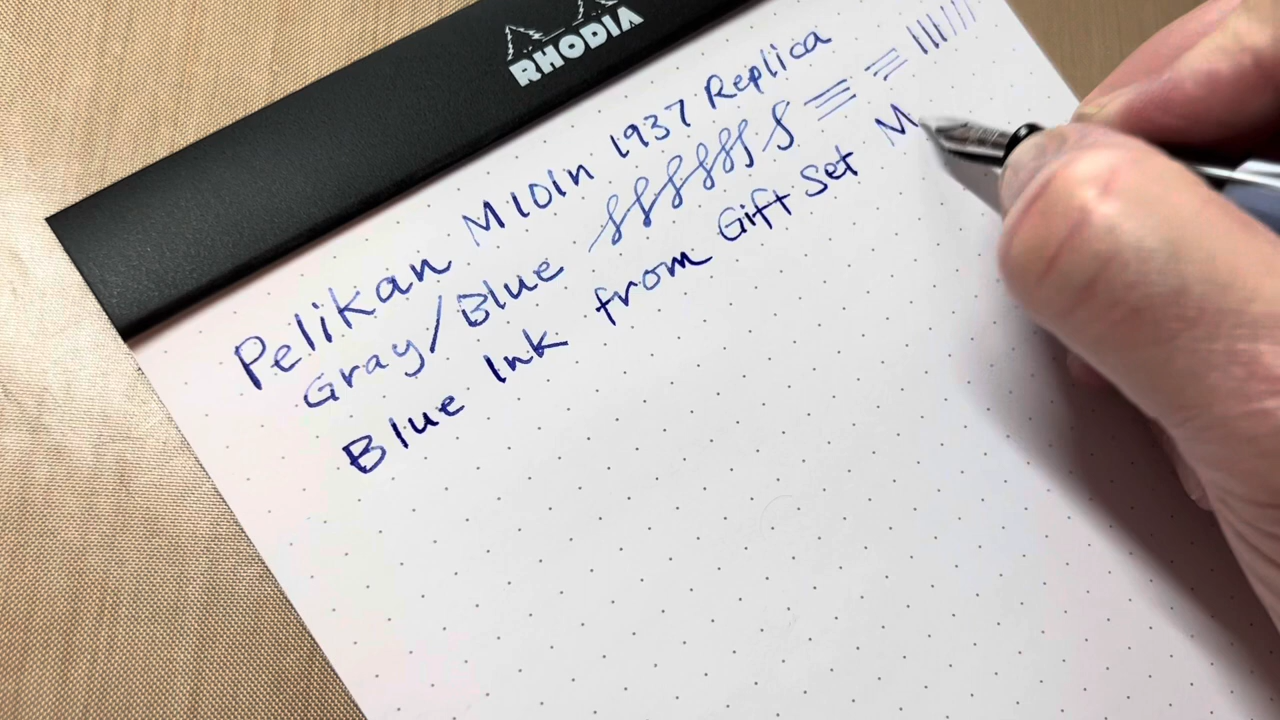 RHODIA
Pelikan M101n 1937 Replica
Gray/Blue
Blue Ink from Gift Set M